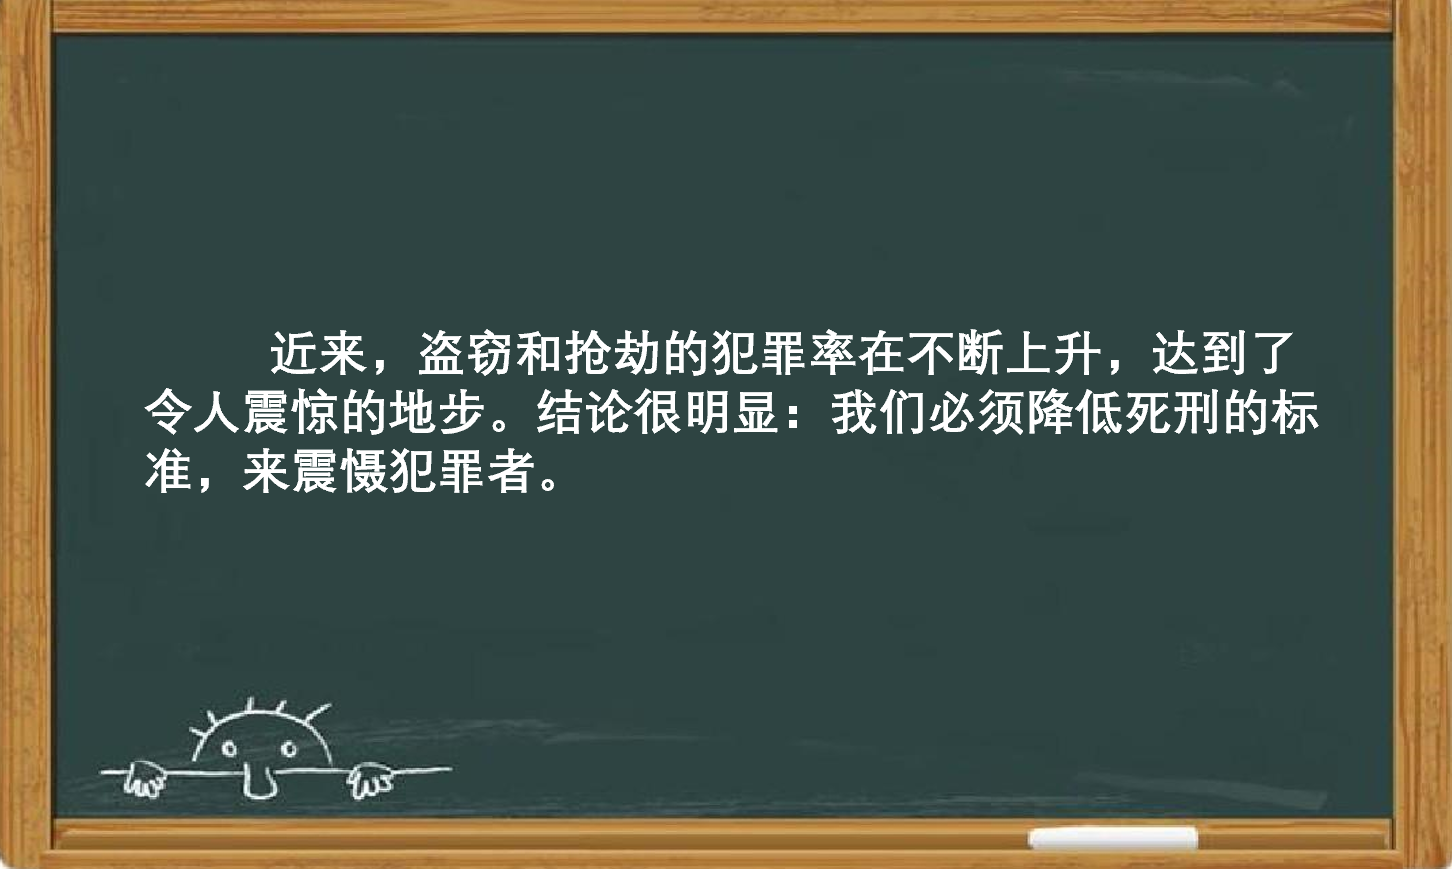 近来，盗窃和抢劫的犯罪率在不断上升，达到了
令人震惊的地步。结论很明显：我们必须降低死刑的标
准，来震慑犯罪者。